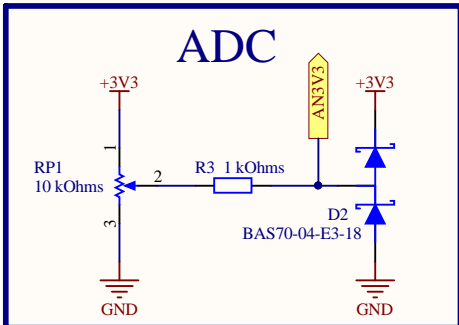 ADC
+3V3
+3V3
AN3V3
1
RP1
10 kOhms
2
R3 1 kOhms
3
D2
BAS70-04-E3-18
GND
GND